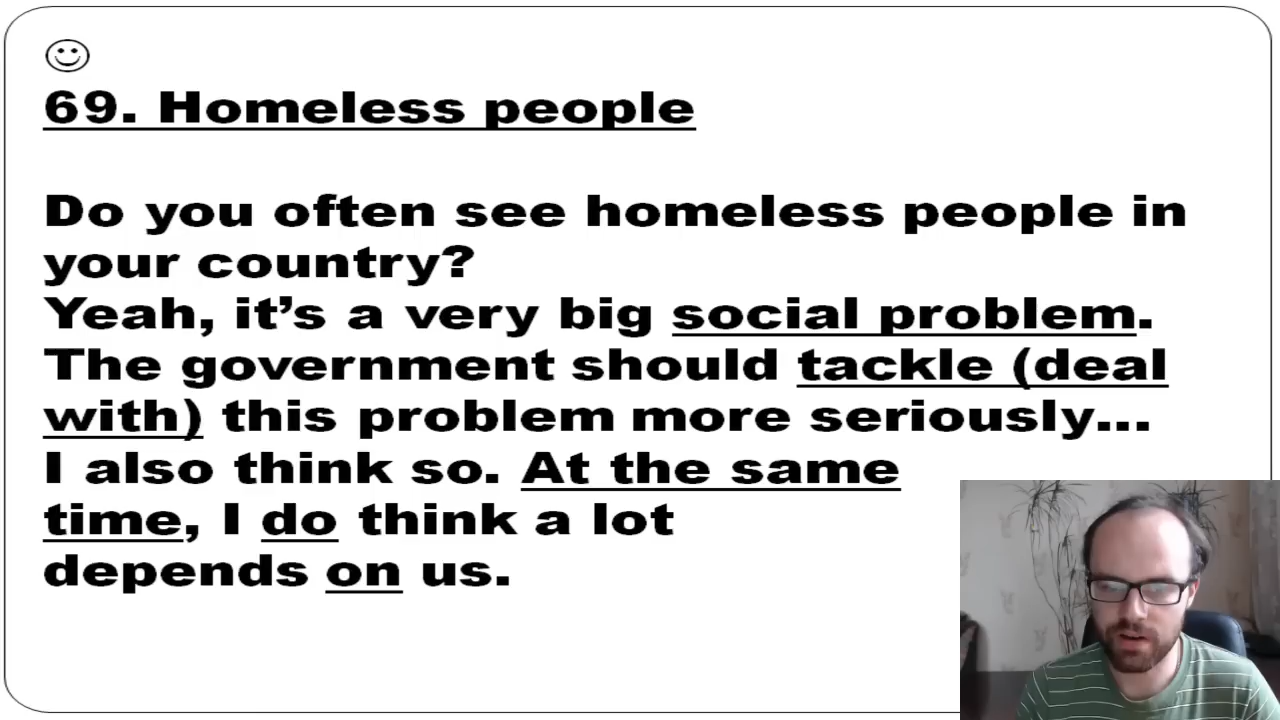 69. Homeless people
Do you often see homeless people in
your country?
Yeah, it’s a very big social problem.
The government should tackle (deal
with) this problem more seriously...
I also think so. At the same
time, I do think a lot
depends on us.